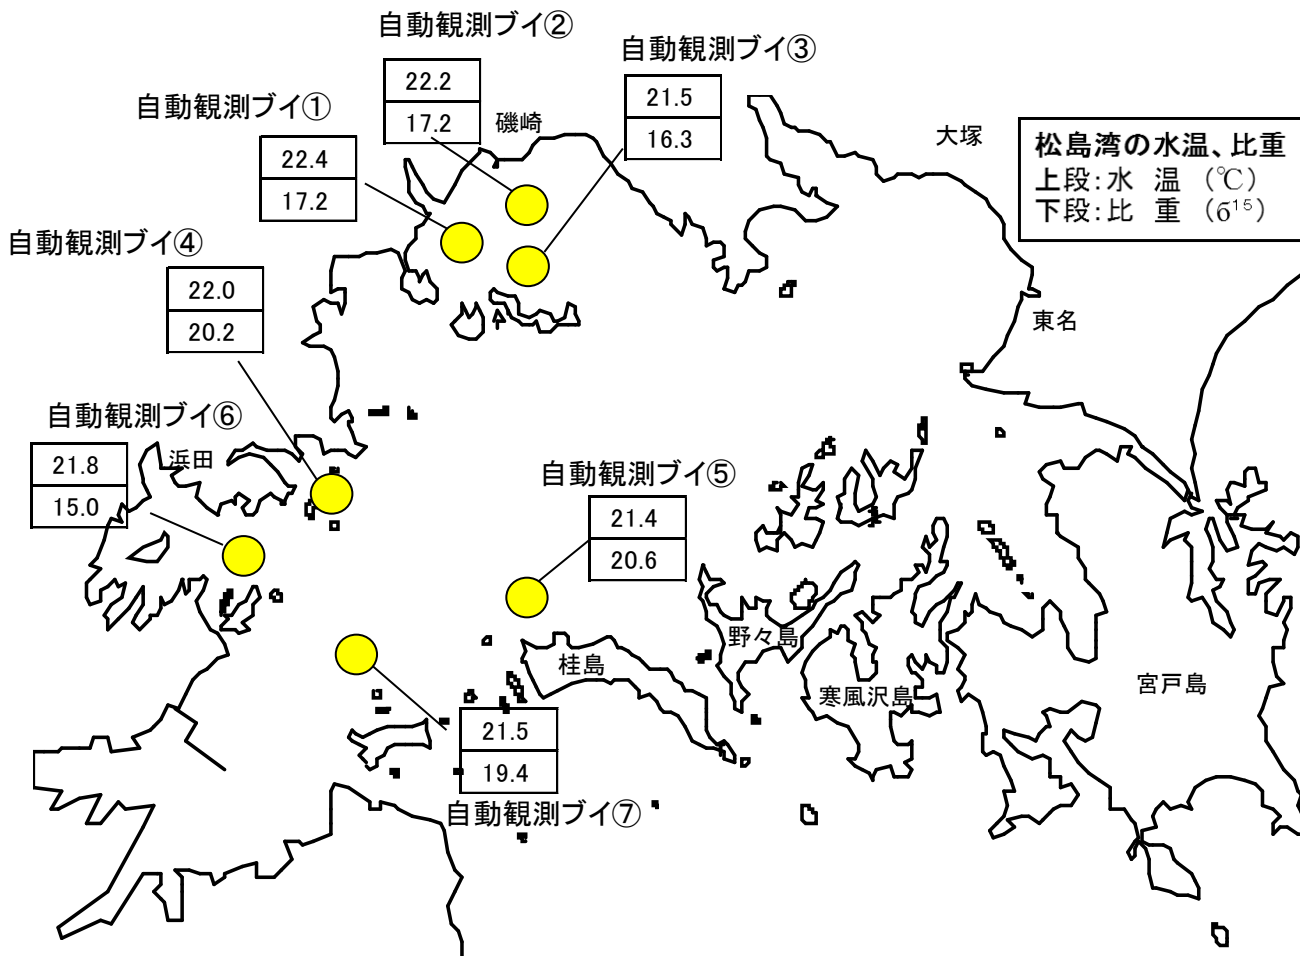 自動観測ブイ②
22.2
17.2
自動観測ブイ③
21.5
16.3
自動観測ブイ①
22.4
17.2
磯崎
大塚
松島湾の水温、比重
上段:水 温 (℃)
下段:比 重 (б¹⁵)
自動観測ブイ④
22.0
20.2
東名
自動観測ブイ⑥
21.8
15.0
浜田
自動観測ブイ⑤
21.4
20.6
野々島
桂島
寒風沢島
宮戸島
21.5
19.4
自動観測ブイ⑦